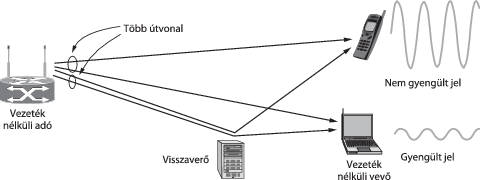 Több útvonal
Nem gyengült jel
Vezeték
nélküli adó
Visszaverő
Vezeték
nélküli vevő
Gyengült jel